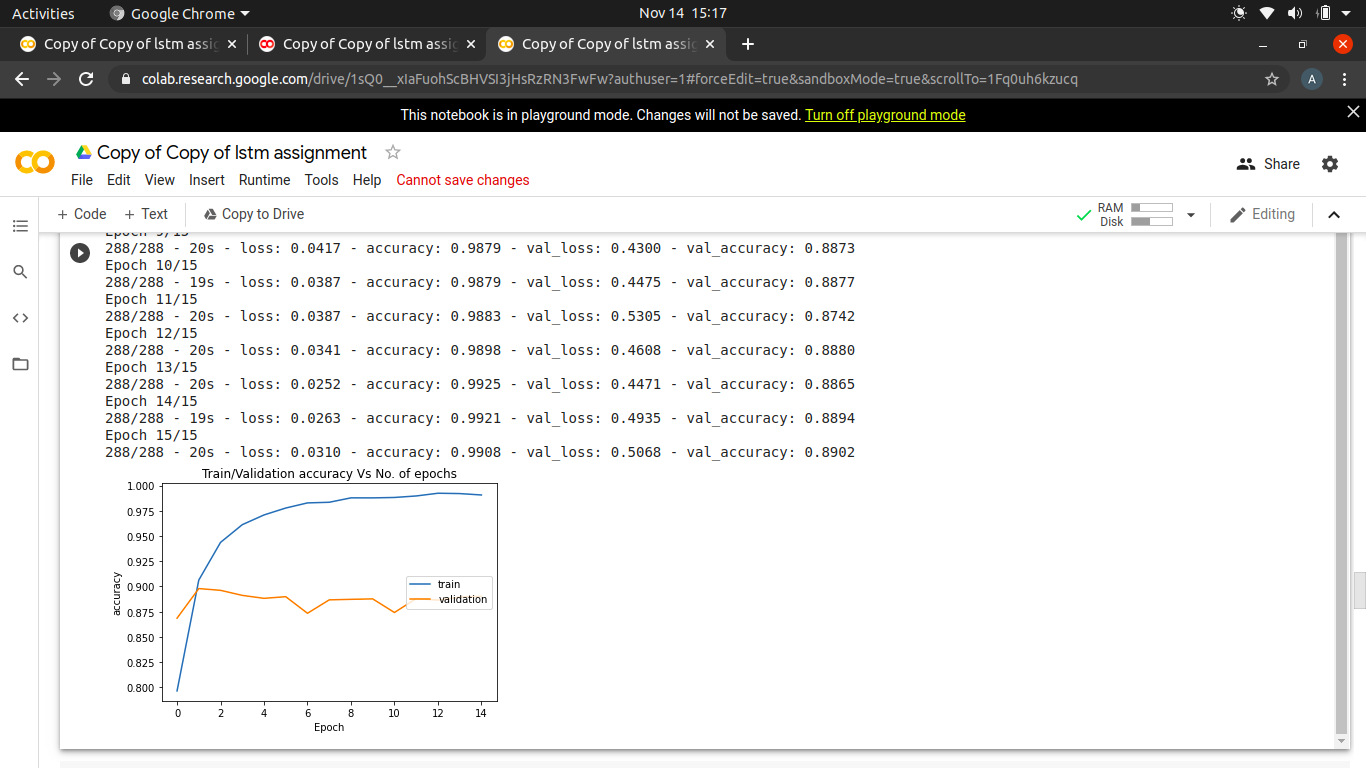 Activities
Google Chrome
Nov 14 15:17
Copy of Copy of lstm assig
Copy of Copy of lstm assig
Copy of Copy of lstm assig
colab.research.google.com/drive/1sQ0__xIaFuohScBHVSI3jHsRzRN3FwFw?authuser=1#forceEdit=true&sandboxMode=true&scrollTo=1Fq0uh6kzucq
A
This notebook is in playground mode. Changes will not be saved. Turn off playground mode
Copy of Copy of lstm assignment
File Edit View Insert Runtime Tools Help Cannot save changes
Share
+ Code + Text Copy to Drive
RAM
Disk
Editing
Epoch 9/15
288/288 - 20s - loss: 0.0417 - accuracy: 0.9879 - val_loss: 0.4300 - val_accuracy: 0.8873
Epoch 10/15
288/288 - 19s - loss: 0.0387 - accuracy: 0.9879 - val_loss: 0.4475 - val_accuracy: 0.8877
Epoch 11/15
288/288 - 20s - loss: 0.0387 - accuracy: 0.9883 - val_loss: 0.5305 - val_accuracy: 0.8742
Epoch 12/15
288/288 - 20s - loss: 0.0341 - accuracy: 0.9898 - val_loss: 0.4608 - val_accuracy: 0.8880
Epoch 13/15
288/288 - 20s - loss: 0.0252 - accuracy: 0.9925 - val_loss: 0.4471 - val_accuracy: 0.8865
Epoch 14/15
288/288 - 19s - loss: 0.0263 - accuracy: 0.9921 - val_loss: 0.4935 - val_accuracy: 0.8894
Epoch 15/15
288/288 - 20s - loss: 0.0310 - accuracy: 0.9908 - val_loss: 0.5068 - val_accuracy: 0.8902
Train/Validation accuracy Vs No. of epochs
1.000
0.975
0.950
0.925
0.900
0.875
0.850
0.825
0.800
accuracy
train
validation
0 2 4 6 8 10 12 14
Epoch